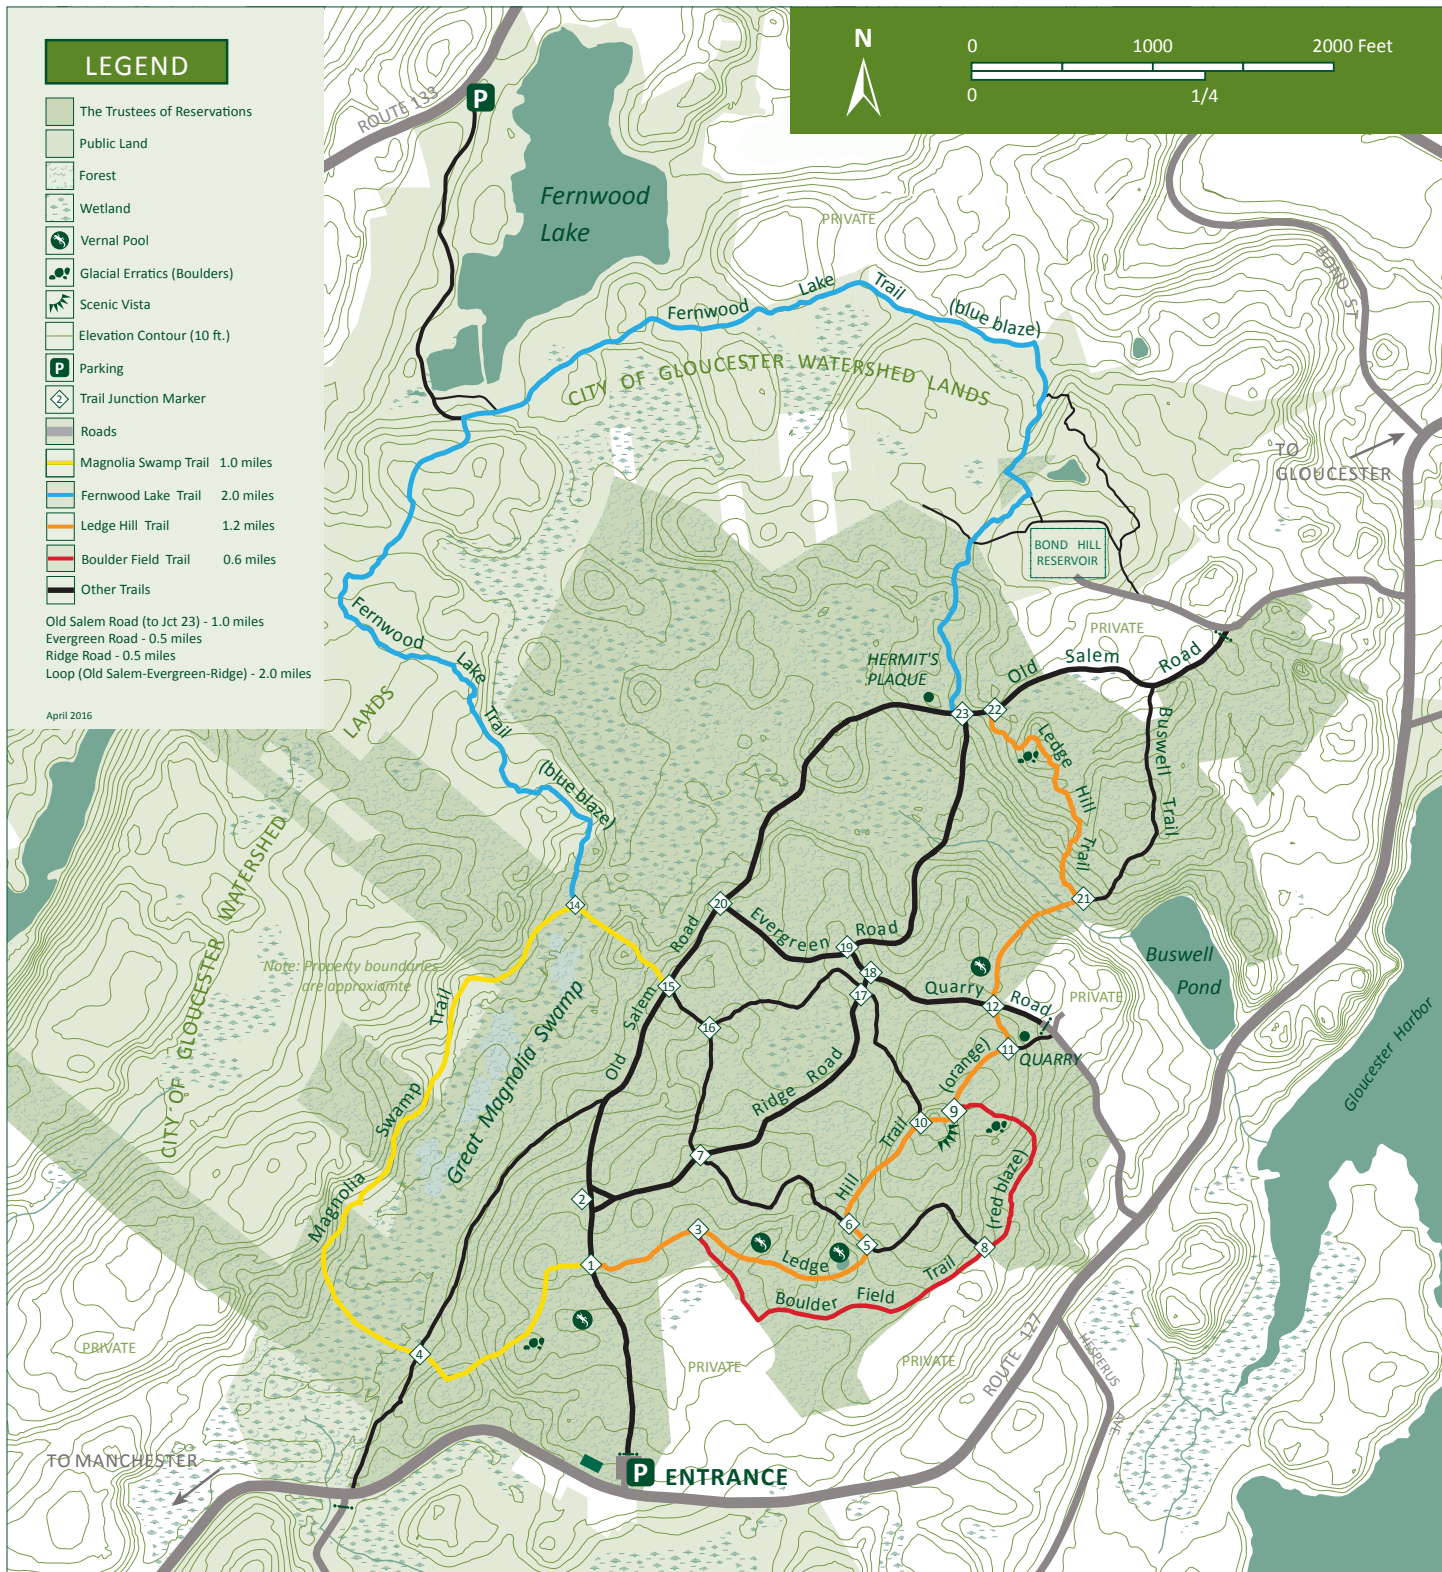 LEGEND
The Trustees of Reservations
Public Land
Forest
Wetland
Vernal Pool
Glacial Erratics (Boulders)
Scenic Vista
Elevation Contour (10 ft.)
P Parking
2 Trail Junction Marker
Roads
Magnolia Swamp Trail 1.0 miles
Fernwood Lake Trail 2.0 miles
Ledge Hill Trail 1.2 miles
Boulder Field Trail 0.6 miles
Other Trails
Old Salem Road (to Jct 23) - 1.0 miles
Evergreen Road - 0.5 miles
Ridge Road - 0.5 miles
Loop (Old Salem-Evergreen-Ridge) - 2.0 miles
April 2016
N
0 1000 2000 Feet
0 1/4
ROUTE 133
P
Fernwood
Lake
PRIVATE
BOND ST
Fernwood Lake Trail (blue blaze)
CITY OF GLOUCESTER WATERSHED LANDS
TO
GLOUCESTER
BOND HILL
RESERVOIR
PRIVATE
Fernwood Lake Trail (blue blaze)
HERMIT'S
PLAQUE
Old Salem Road
23
22
Ledge Hill Trail
Buswell Trail
LANDS
CITY OF GLOUCESTER WATERSHED
14
20
21
Evergreen Road
19
18
17
Old Salem Road
15
16
Buswell
Pond
Note: Property boundaries
are approxiamte
Quarry Road
12
PRIVATE
11
QUARRY
Gloucester Harbor
Magnolia Swamp Trail
Great Magnolia Swamp
Ridge Road
(orange)
9
10
7
Ledge Hill Trail
(red blaze)
2
3
6
5
8
1
Boulder Field Trail
4
PRIVATE
PRIVATE
PRIVATE
ROUTE 127
HESPERUS AVE
TO MANCHESTER
P ENTRANCE